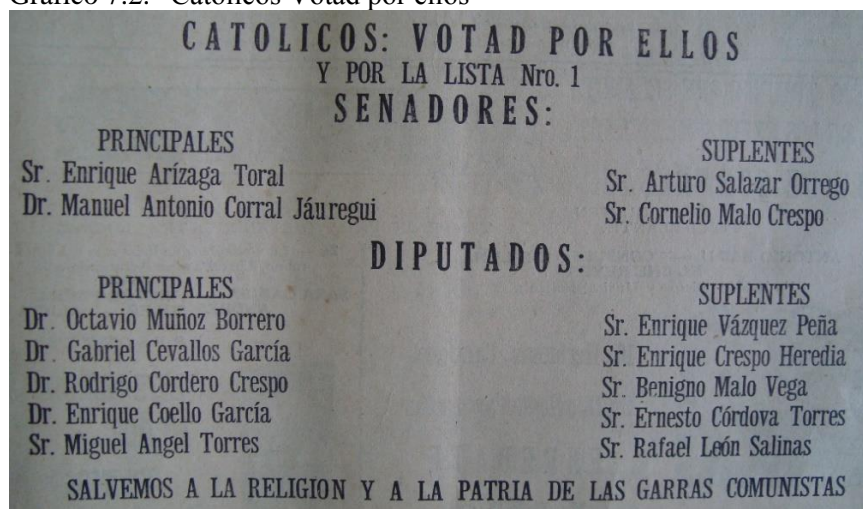 Gráfico 7.2. Católicos Votad por ellos
CATOLICOS: VOTAD POR ELLOS
Y POR LA LISTA Nro. 1
SENADORES:
PRINCIPALES
Sr. Enrique Arízaga Toral
Dr. Manuel Antonio Corral Jáuregui
SUPLENTES
Sr. Arturo Salazar Orrego
Sr. Cornelio Malo Crespo
DIPUTADOS:
PRINCIPALES
Dr. Octavio Muñoz Borrero
Dr. Gabriel Cevallos García
Dr. Rodrigo Cordero Crespo
Dr. Enrique Coello García
Sr. Miguel Angel Torres
SUPLENTES
Sr. Enrique Vázquez Peña
Sr. Enrique Crespo Heredia
Sr. Benigno Malo Vega
Sr. Ernesto Córdova Torres
Sr. Rafael León Salinas
SALVEMOS A LA RELIGION Y A LA PATRIA DE LAS GARRAS COMUNISTAS